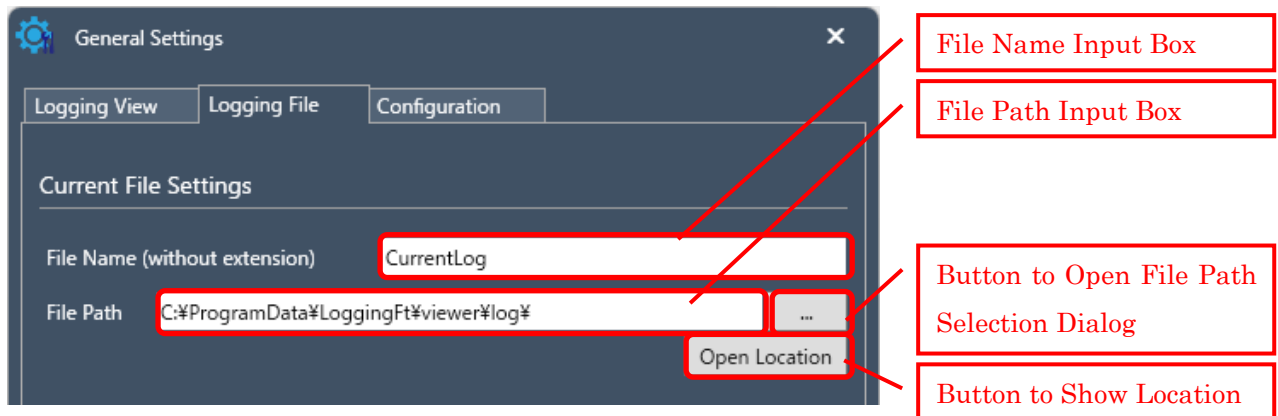 General Settings
File Name Input Box
Logging View
Logging File
Configuration
File Path Input Box
Current File Settings
File Name (without extension)
CurrentLog
File Path
C:¥ProgramData¥LoggingFt¥viewer¥log¥
...
Button to Open File Path
Selection Dialog
Open Location
Button to Show Location